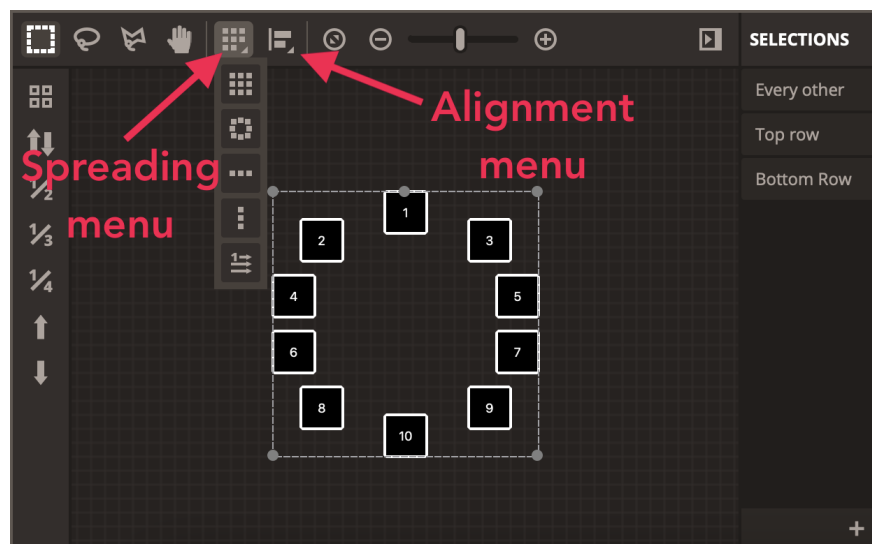 SELECTIONS
Every other
Top row
Bottom Row
Alignment
menu
Spreading
menu
1/2
1/3
1/4
1
1
2
3
4
5
6
7
8
9
10
+